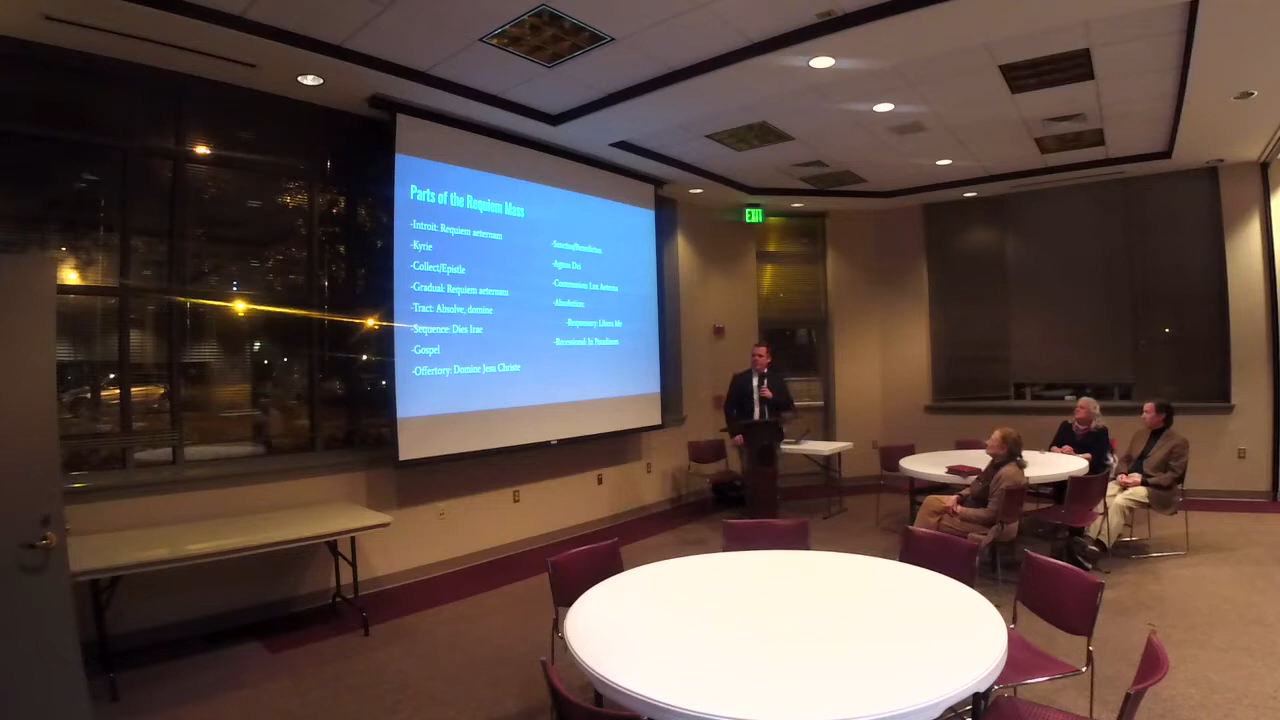 Parts of the Requiem Mass
-Introit: Requiem aeternam
-Kyrie
-Collect/Epistle
-Gradual: Requiem aeternam
-Tract: Absolve, domine
-Sequence: Dies Irae
-Gospel
-Offertory: Domine Jesu Christe
-Sanctus/Benedictus
-Agnus Dei
-Communion: Lux Aeterna
-Absolution:
-Responsory: Libera Me
-Recessional: In Paradisum
EXIT